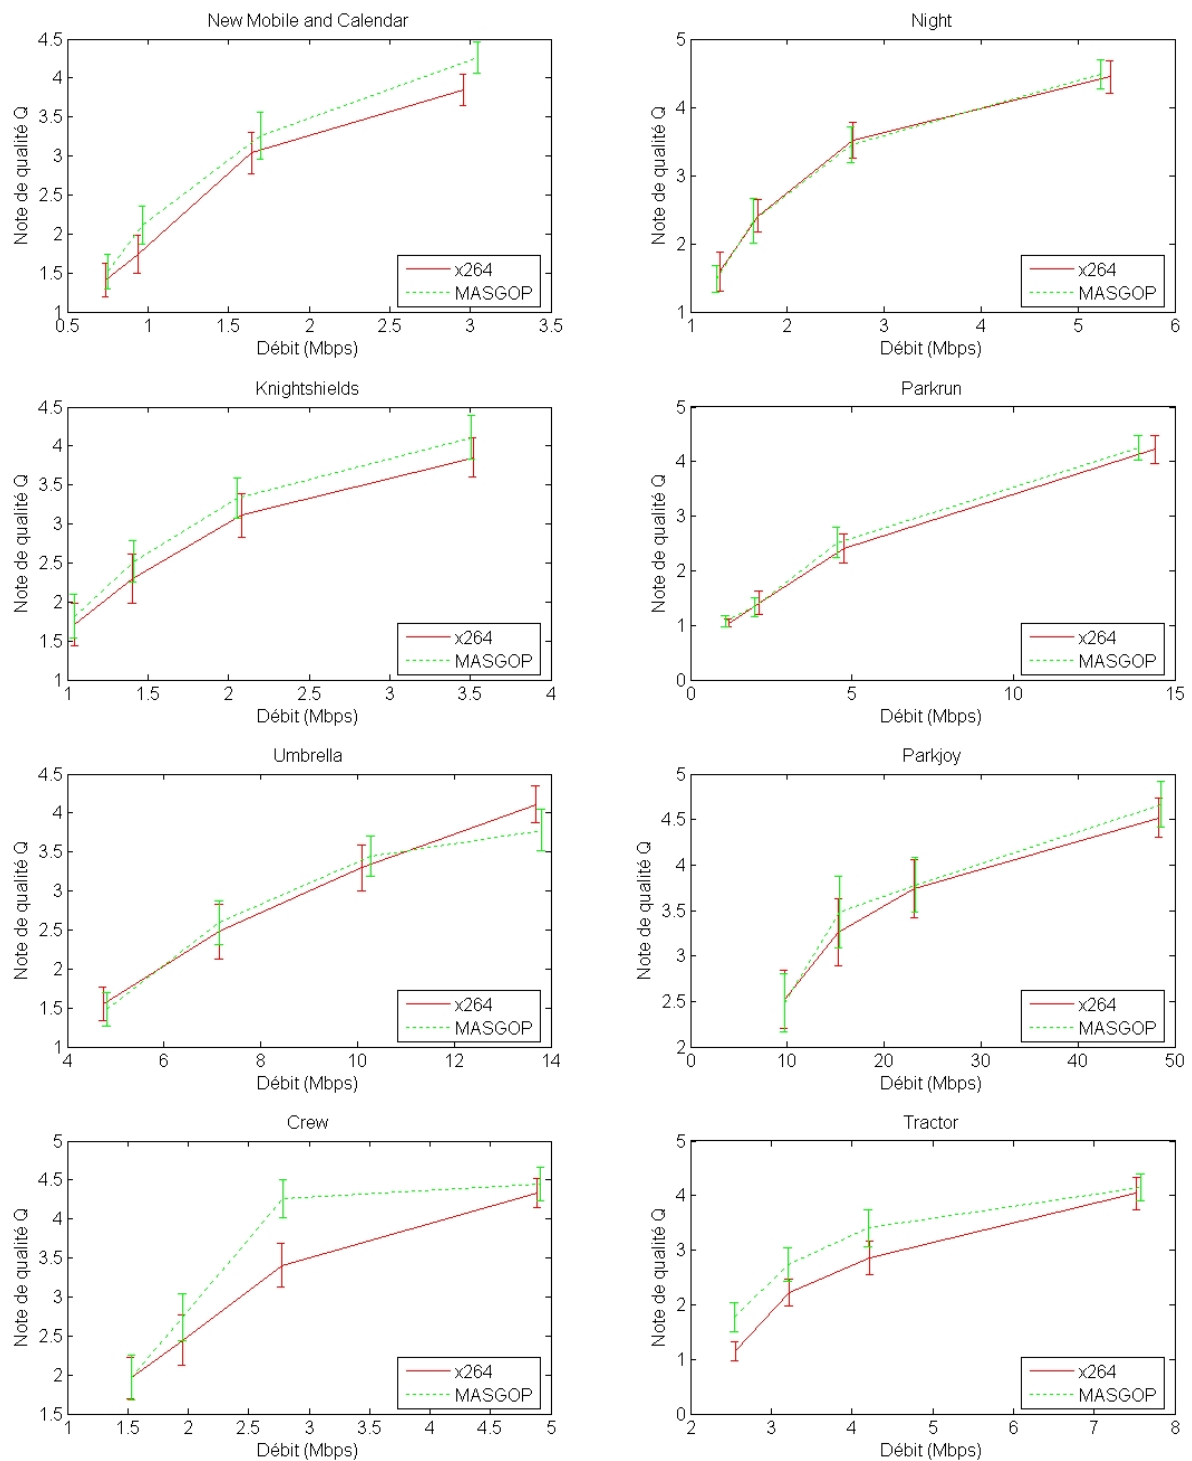 New Mobile and Calendar
4.5
4
3.5
3
2.5
2
1.5
1
Note de qualité Q
0.5 1 1.5 2 2.5 3 3.5
Débit (Mbps)
x264
MASGOP
Night
5
4
3
2
1
Note de qualité Q
1 2 3 4 5 6
Débit (Mbps)
x264
MASGOP
Knightshields
4.5
4
3.5
3
2.5
2
1.5
1
Note de qualité Q
1 1.5 2 2.5 3 3.5 4
Débit (Mbps)
x264
MASGOP
Parkrun
5
4
3
2
1
0
Note de qualité Q
0 5 10 15
Débit (Mbps)
x264
MASGOP
Umbrella
4.5
4
3.5
3
2.5
2
1.5
1
Note de qualité Q
4 6 8 10 12 14
Débit (Mbps)
x264
MASGOP
Parkjoy
5
4.5
4
3.5
3
2.5
2
Note de qualité Q
0 10 20 30 40 50
Débit (Mbps)
x264
MASGOP
Crew
5
4.5
4
3.5
3
2.5
2
1.5
Note de qualité Q
1 1.5 2 2.5 3 3.5 4 4.5 5
Débit (Mbps)
x264
MASGOP
Tractor
5
4
3
2
1
0
Note de qualité Q
2 3 4 5 6 7 8
Débit (Mbps)
x264
MASGOP